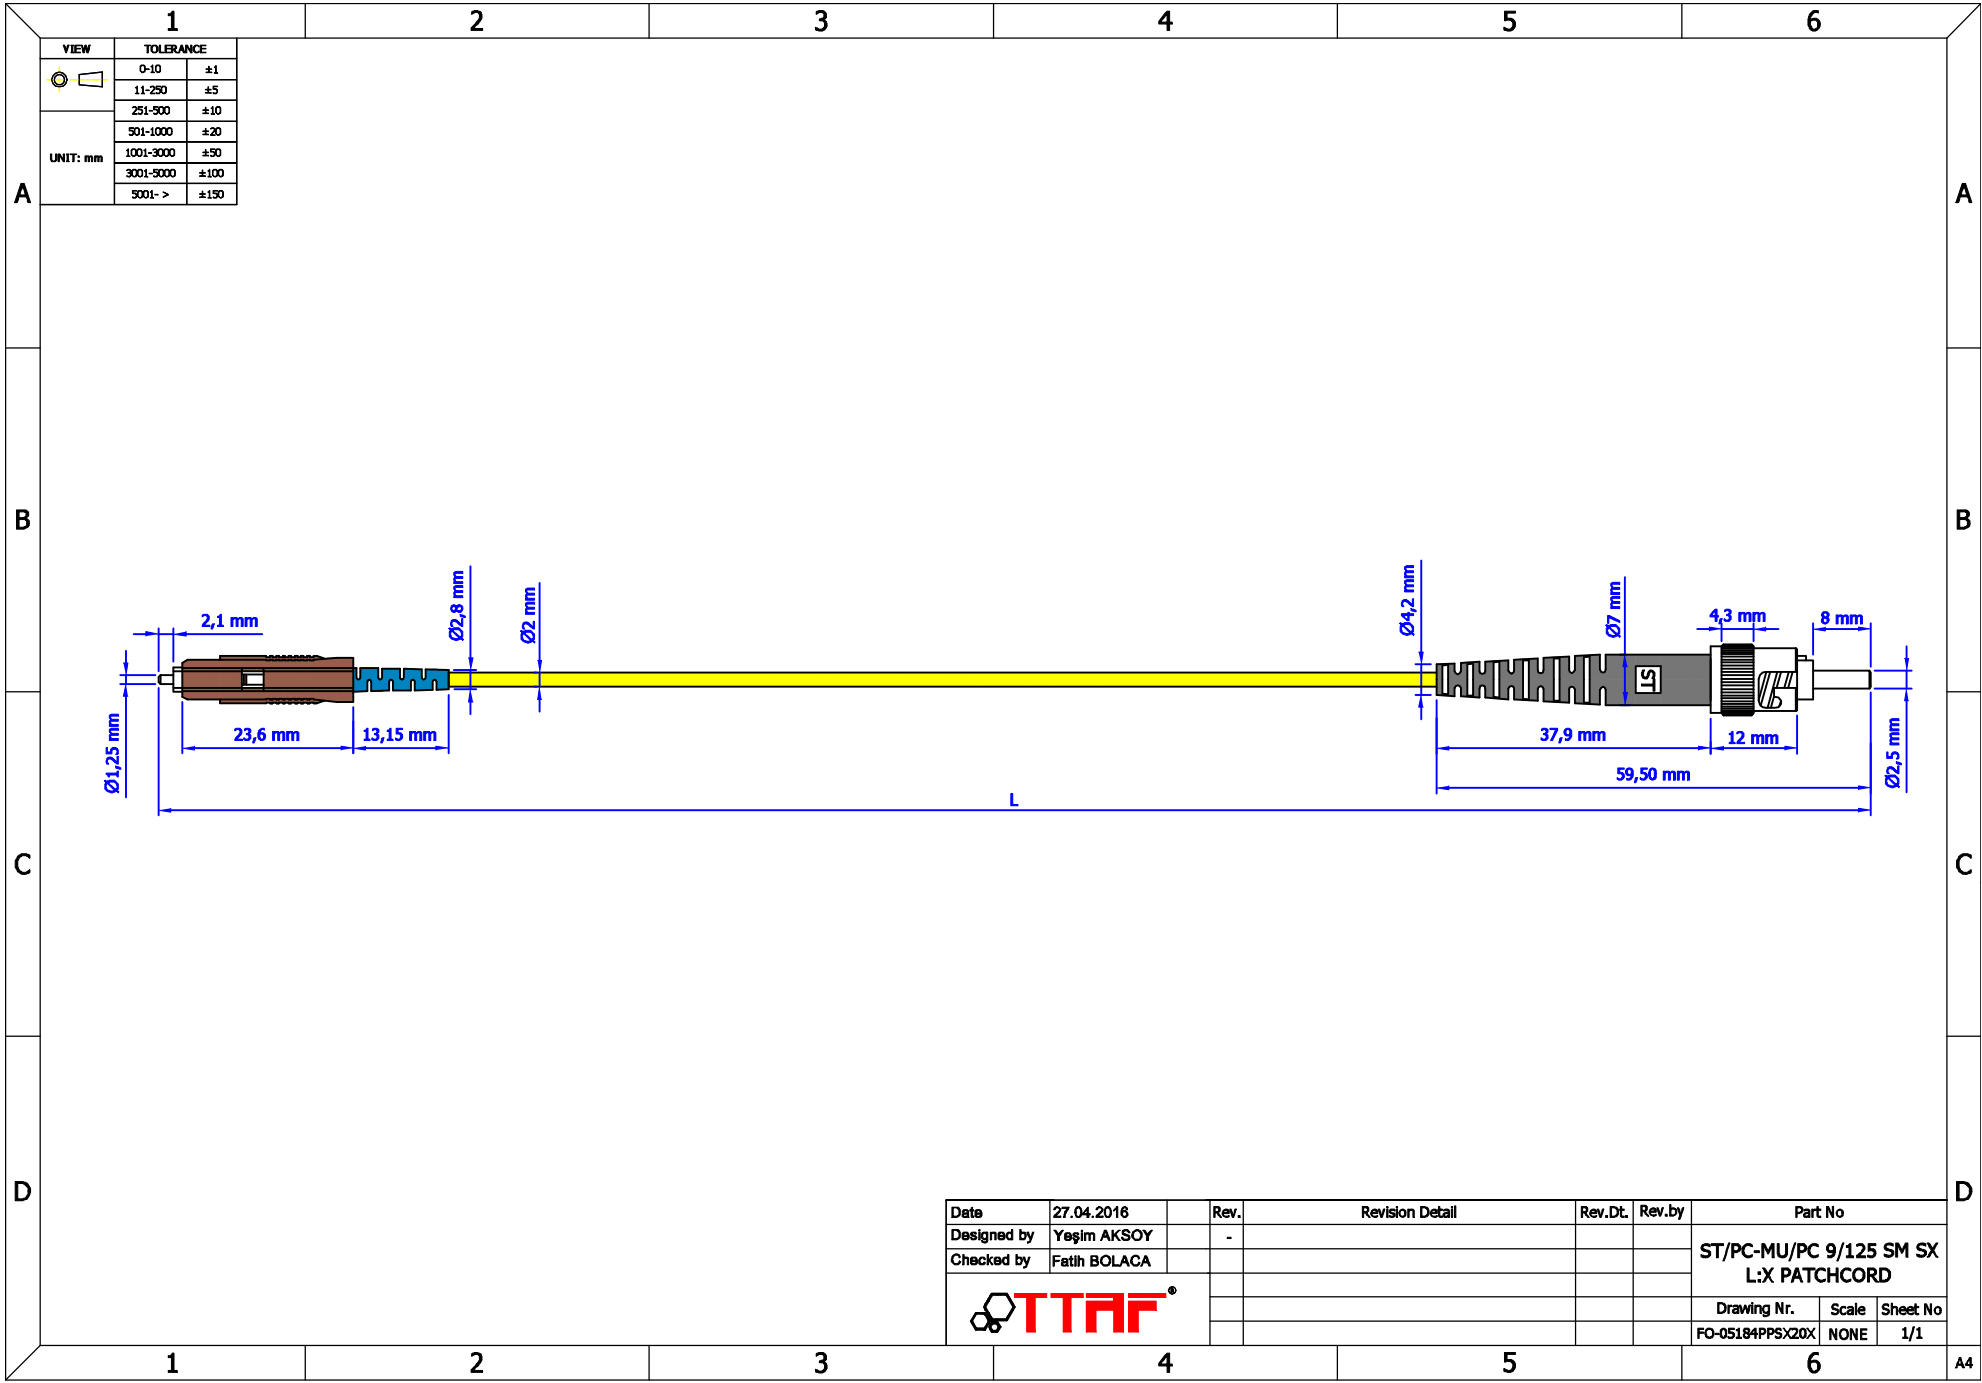 1 2 3 4 5 6
VIEW TOLERANCE
0-10 ±1
11-250 ±5
251-500 ±10
501-1000 ±20
UNIT: mm
1001-3000 ±50
3001-5000 ±100
5001- > ±150
A A
B B
2,1 mm
Ø2,8 mm
Ø2 mm
Ø4,2 mm
Ø7 mm
4,3 mm
8 mm
ST
Ø1,25 mm
23,6 mm
13,15 mm
37,9 mm
12 mm
Ø2,5 mm
59,50 mm
L
C C
D D
Date 27.04.2016 Rev. Revision Detail Rev.Dt. Rev.by Part No
Designed by Yeşim AKSOY -
Checked by Fatih BOLACA
ST/PC-MU/PC 9/125 SM SX
L:X PATCHCORD
TTAF®
Drawing Nr. Scale Sheet No
FO-05184PPSX20X NONE 1/1
1 2 3 4 5 6 A4